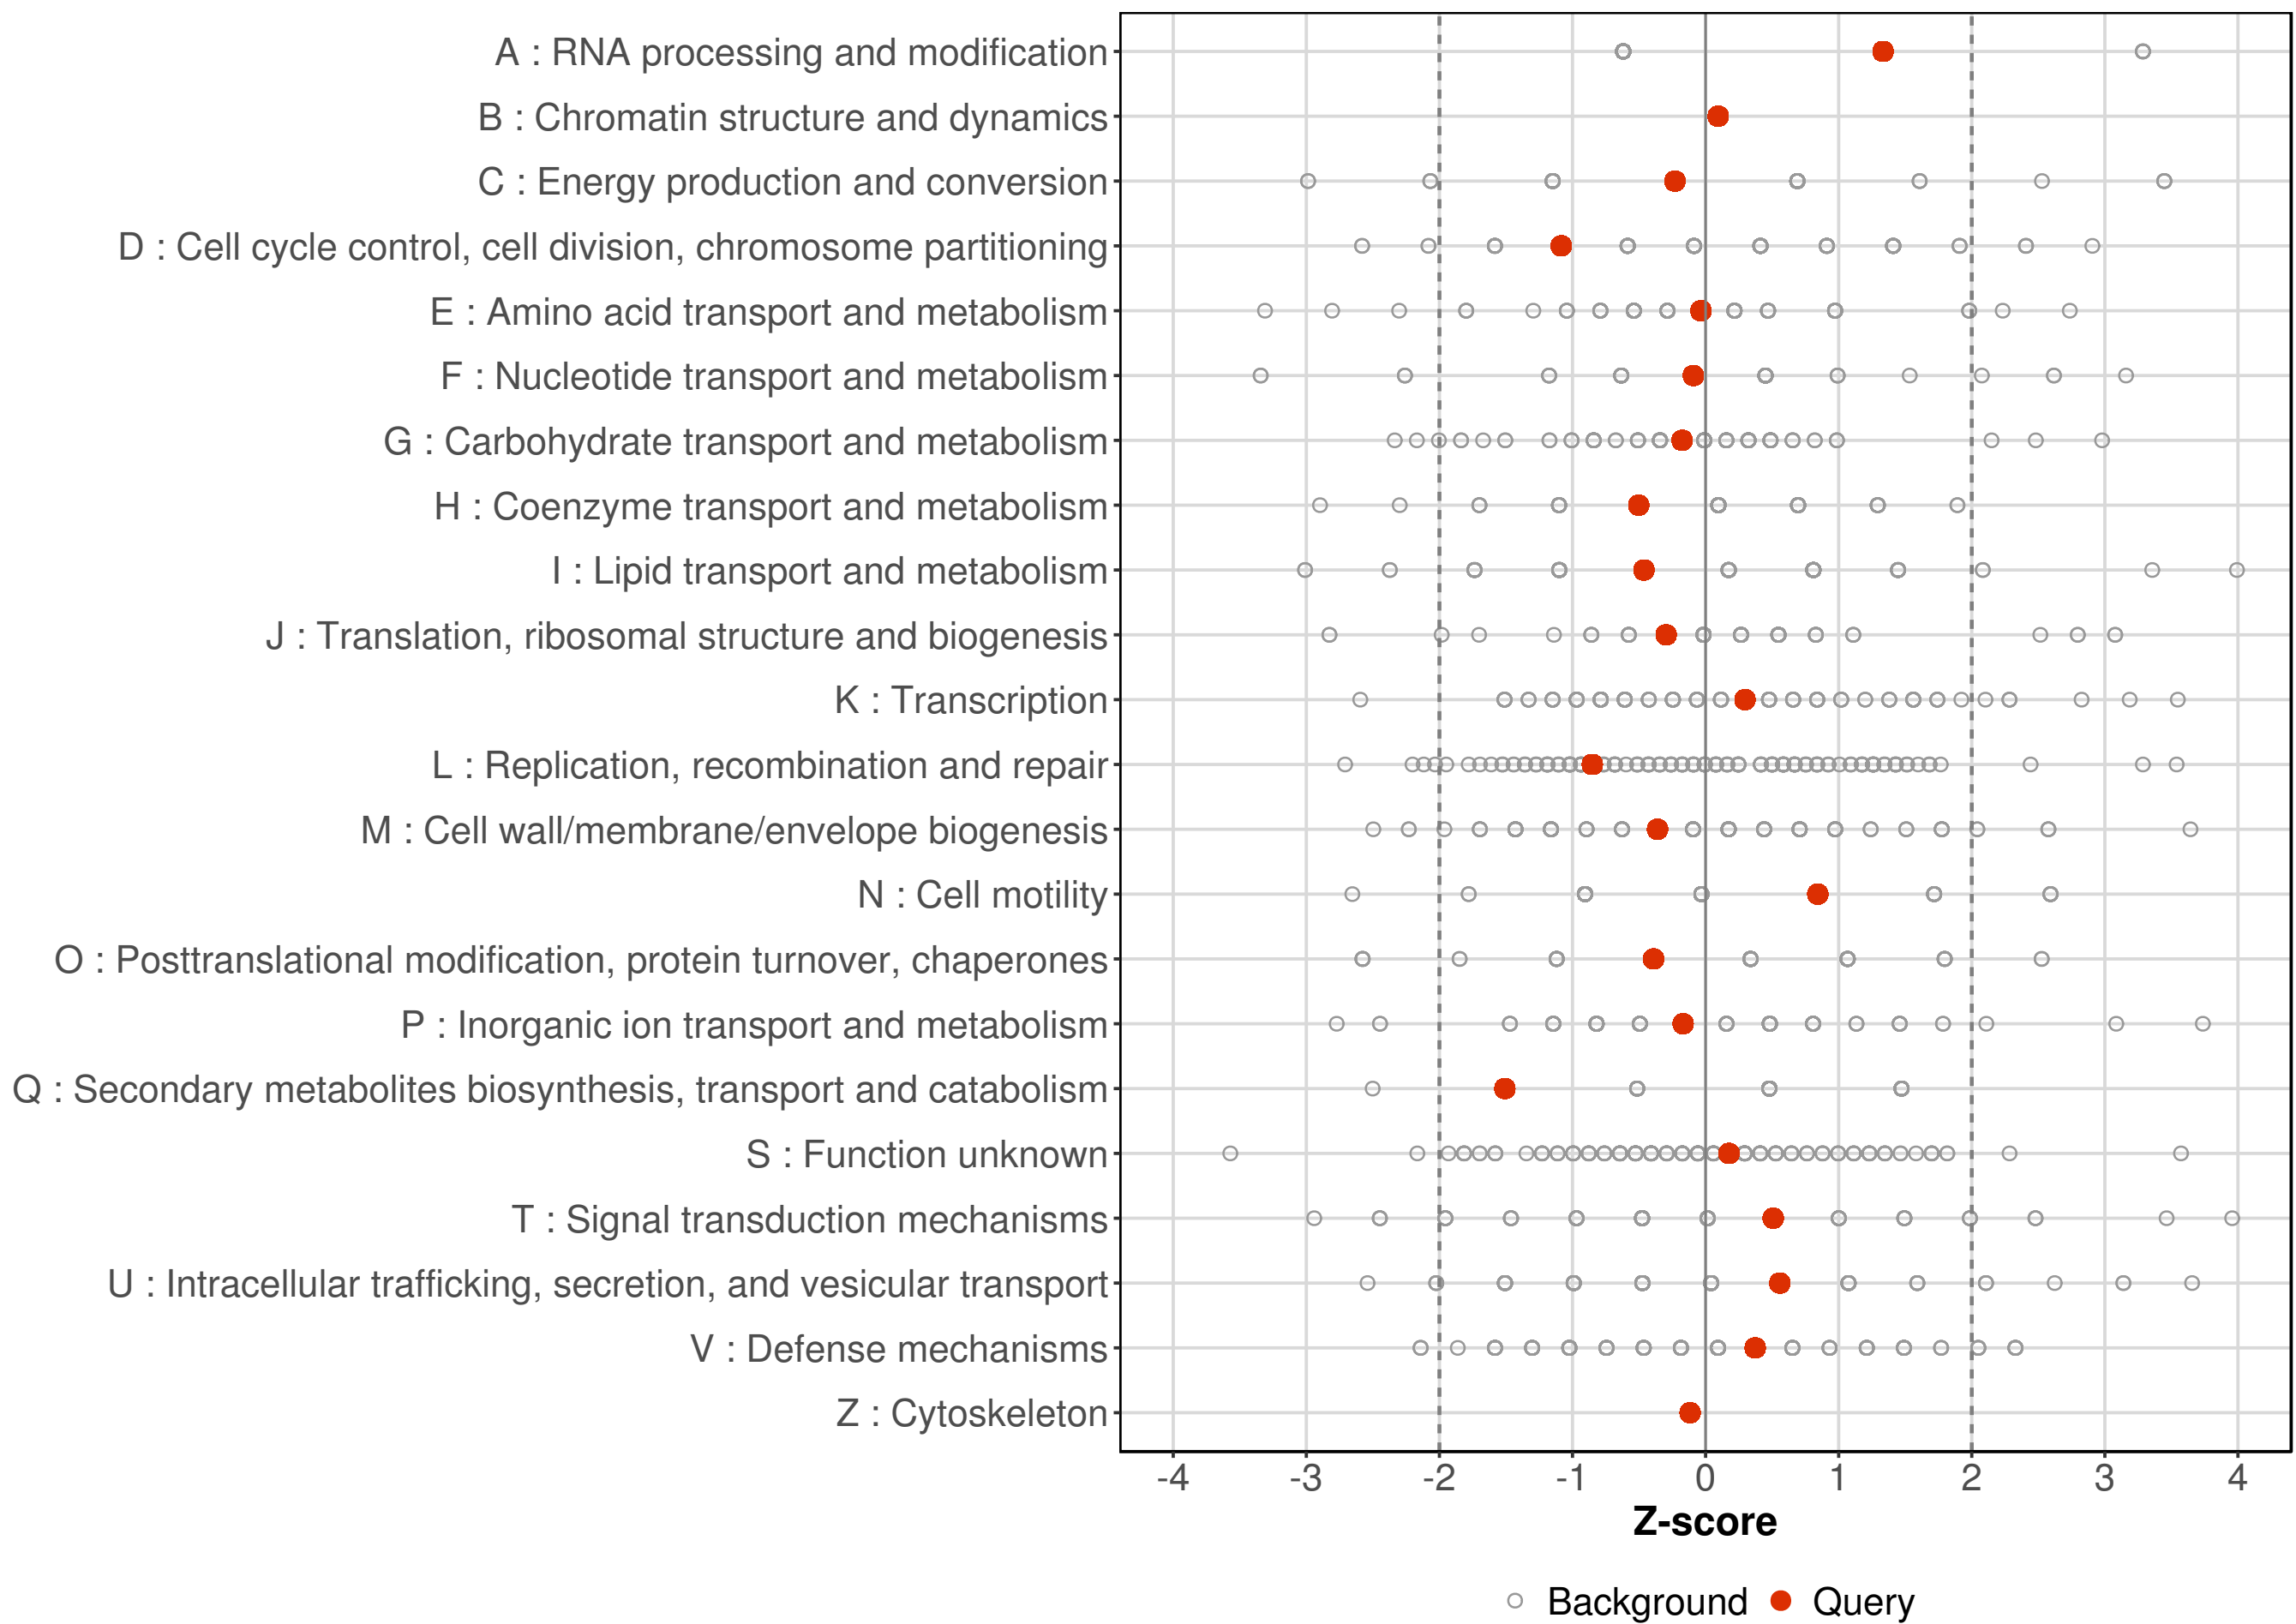 A : RNA processing and modification
B : Chromatin structure and dynamics
C : Energy production and conversion
D : Cell cycle control, cell division, chromosome partitioning
E : Amino acid transport and metabolism
F : Nucleotide transport and metabolism
G : Carbohydrate transport and metabolism
H : Coenzyme transport and metabolism
I : Lipid transport and metabolism
J : Translation, ribosomal structure and biogenesis
K : Transcription
L : Replication, recombination and repair
M : Cell wall/membrane/envelope biogenesis
N : Cell motility
O : Posttranslational modification, protein turnover, chaperones
P : Inorganic ion transport and metabolism
Q : Secondary metabolites biosynthesis, transport and catabolism
S : Function unknown
T : Signal transduction mechanisms
U : Intracellular trafficking, secretion, and vesicular transport
V : Defense mechanisms
Z : Cytoskeleton
-4 -3 -2 -1 0 1 2 3 4
Z-score
Background Query